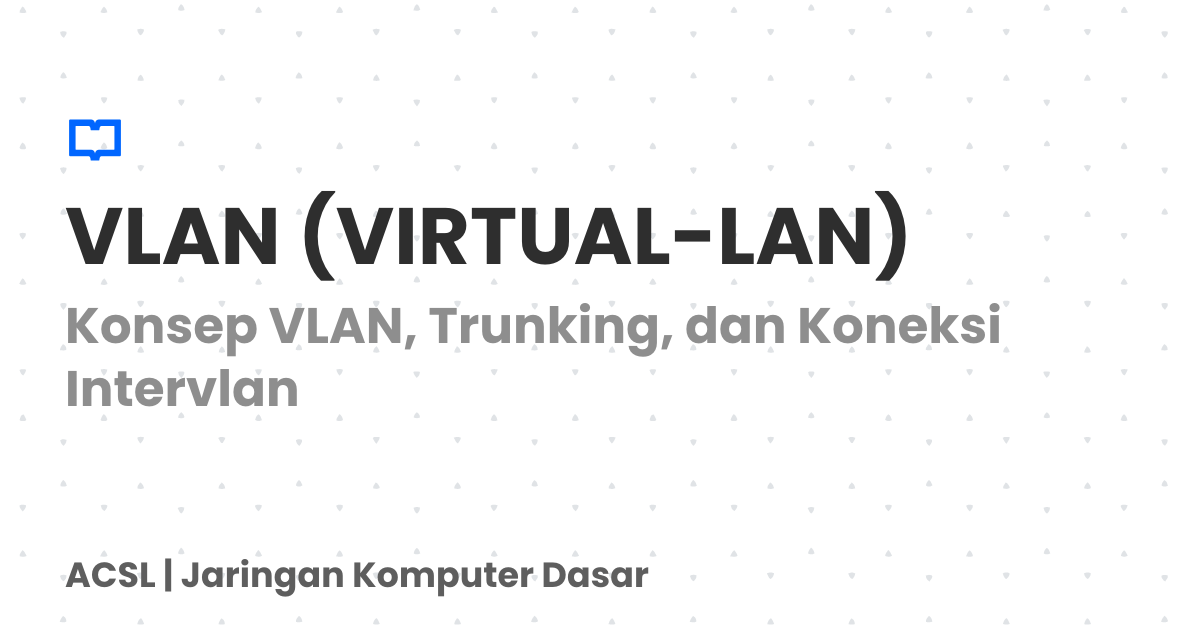 VLAN (VIRTUAL-LAN)
Konsep VLAN, Trunking, dan Koneksi
Intervlan
ACSL | Jaringan Komputer Dasar